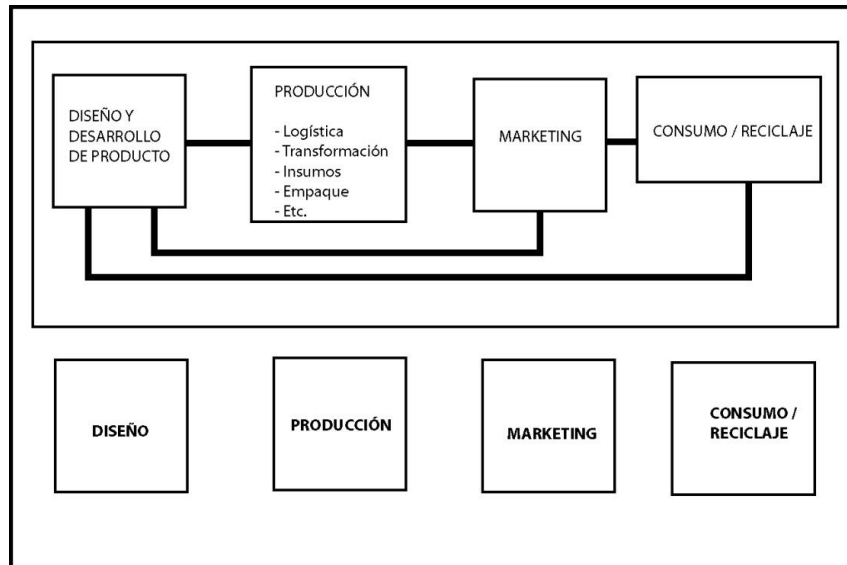 DISEÑO Y
DESARROLLO
DE PRODUCTO
PRODUCCIÓN
- Logística
- Transformación
- Insumos
- Empaque
- Etc.
MARKETING
CONSUMO / RECICLAJE
DISEÑO
PRODUCCIÓN
MARKETING
CONSUMO /
RECICLAJE